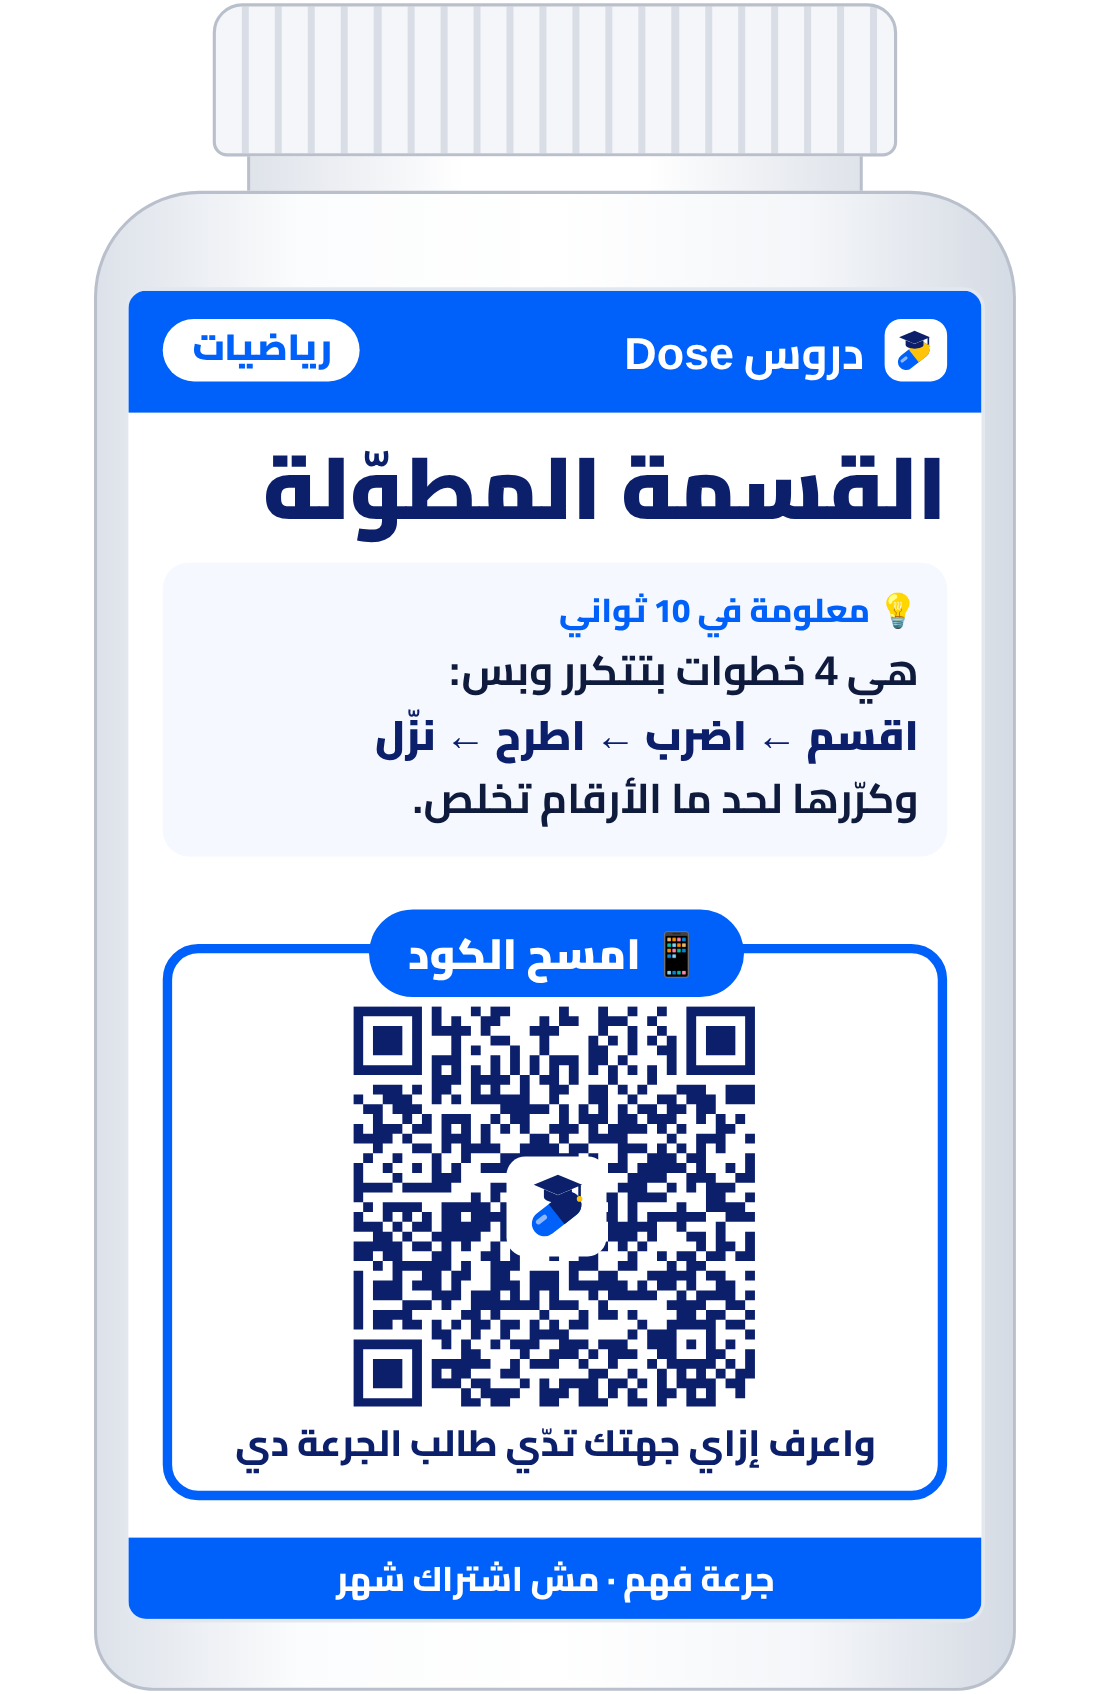 دروس Dose
رياضيات
القسمة المطوّلة
💡 معلومة في 10 ثواني
هي 4 خطوات بتتكرر وبس:
اقسم ← اضرب ← اطرح ← نزّل
وكرّرها لحد ما الأرقام تخلص.
📱 امسح الكود
واعرف إزاي جهتك تدّي طالب الجرعة دي
جرعة فهم · مش اشتراك شهر